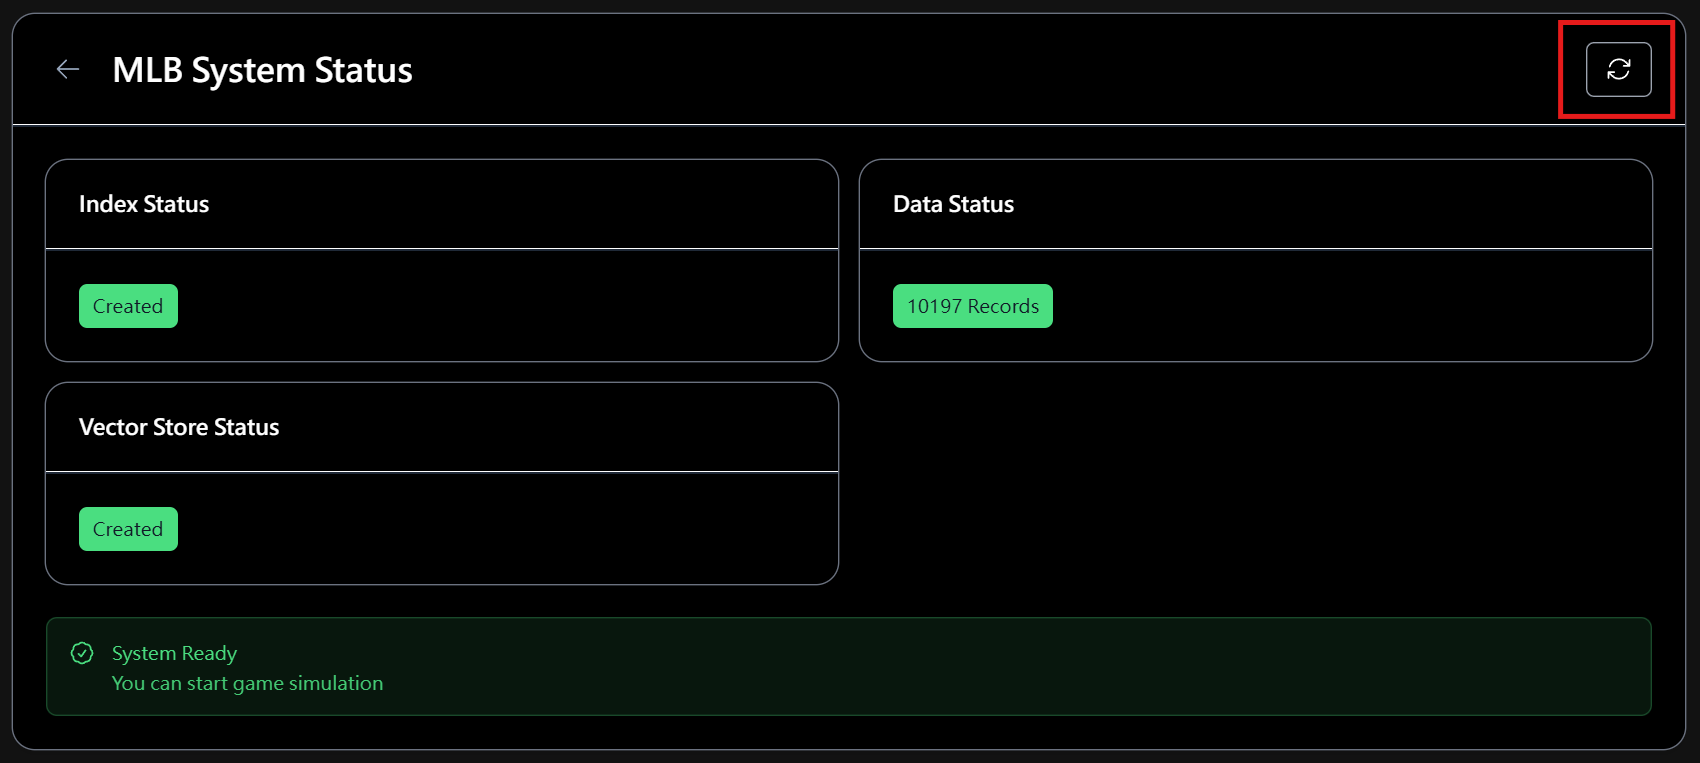 MLB System Status
Index Status
Data Status
Created
10197 Records
Vector Store Status
Created
System Ready
You can start game simulation